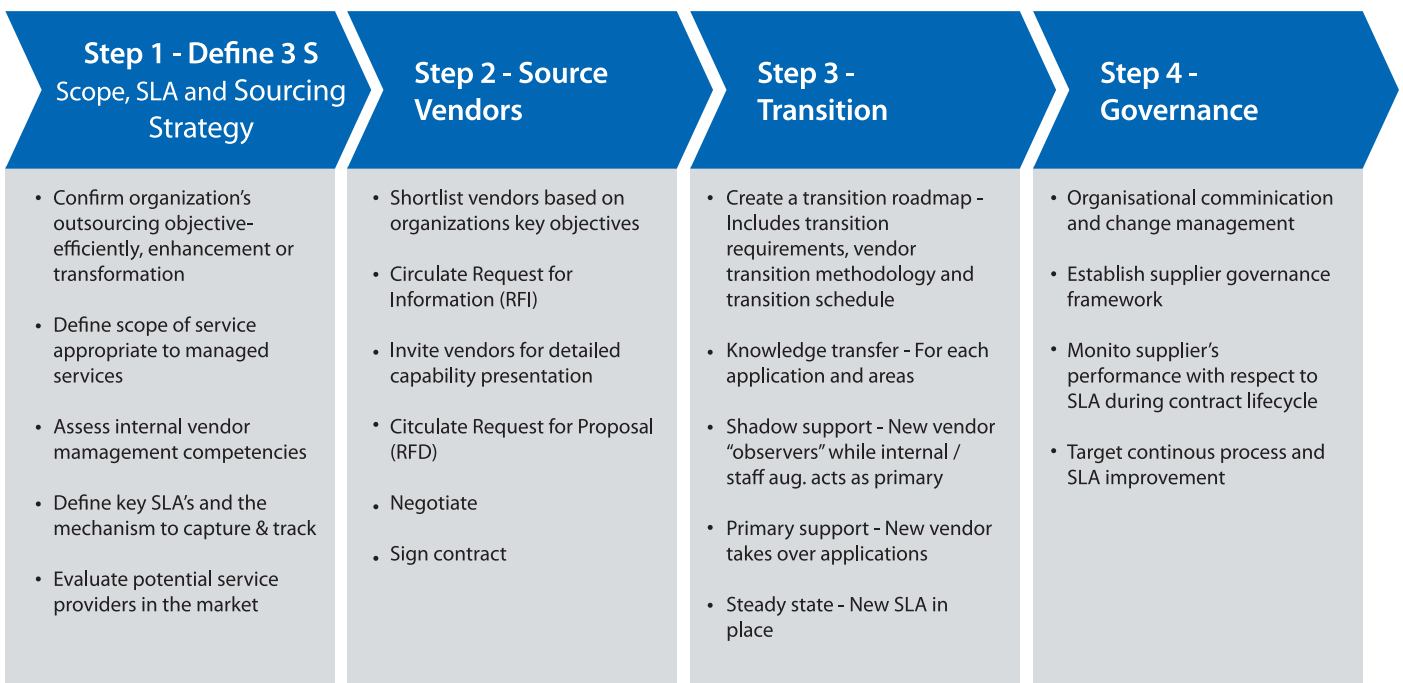 Step 1 - Define 3 S
Scope, SLA and Sourcing
Strategy
• Confirm organization’s
outsourcing objective-
efficiently, enhancement or
transformation
• Define scope of service
appropriate to managed
services
• Assess internal vendor
mamagement competencies
• Define key SLA’s and the
mechanism to capture & track
• Evaluate potential service
providers in the market
Step 2 - Source
Vendors
• Shortlist vendors based on
organizations key objectives
• Circulate Request for
Information (RFI)
• Invite vendors for detailed
capability presentation
• Citculate Request for Proposal
(RFD)
• Negotiate
• Sign contract
Step 3 -
Transition
• Create a transition roadmap -
Includes transition
requirements, vendor
transition methodology and
transition schedule
• Knowledge transfer - For each
application and areas
• Shadow support - New vendor
“observers” while internal /
staff aug. acts as primary
• Primary support - New vendor
takes over applications
• Steady state - New SLA in
place
Step 4 -
Governance
• Organisational comminication
and change management
• Establish supplier governance
framework
• Monito supplier’s
performance with respect to
SLA during contract lifecycle
• Target continous process and
SLA improvement